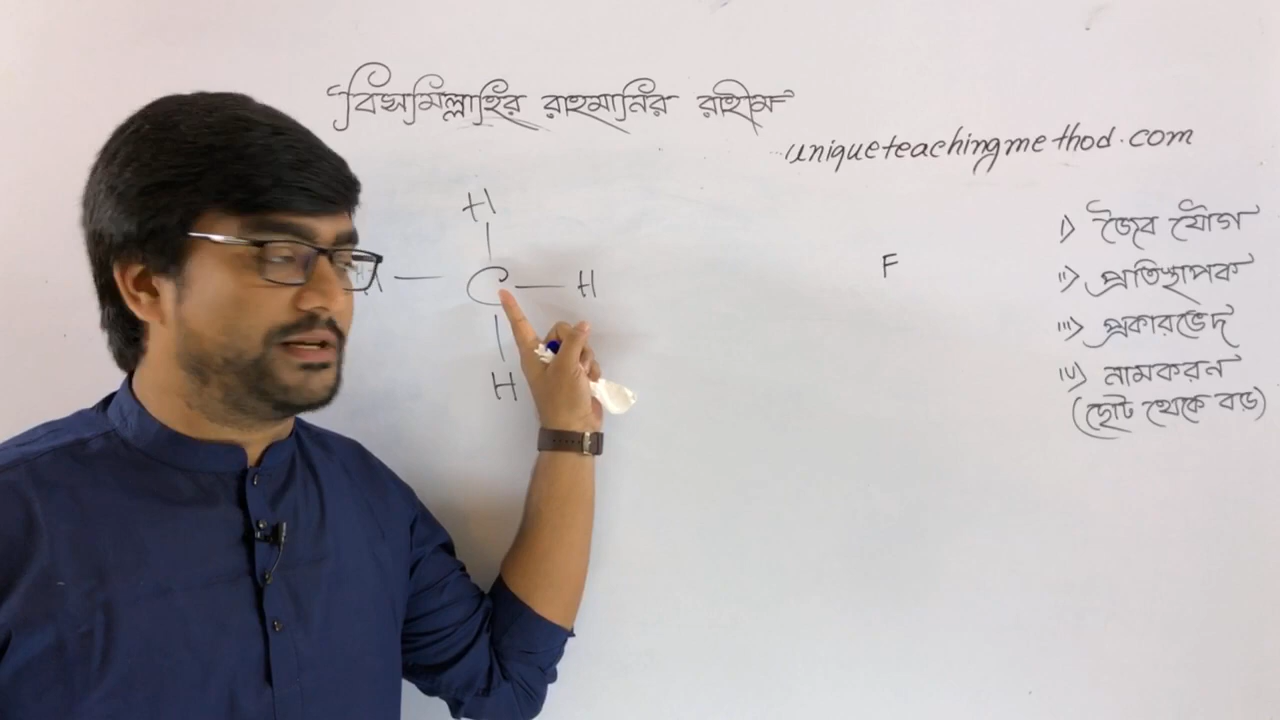 বিসমিল্লাহির রাহমানির রাহীম
uniqueteachingmethod.com
H
H — C — H
H
F
i) জৈব যৌগ
ii) প্রতিস্থাপক
iii) প্রকারভেদ
iv) নামকরন
(ছোট থেকে বড়)